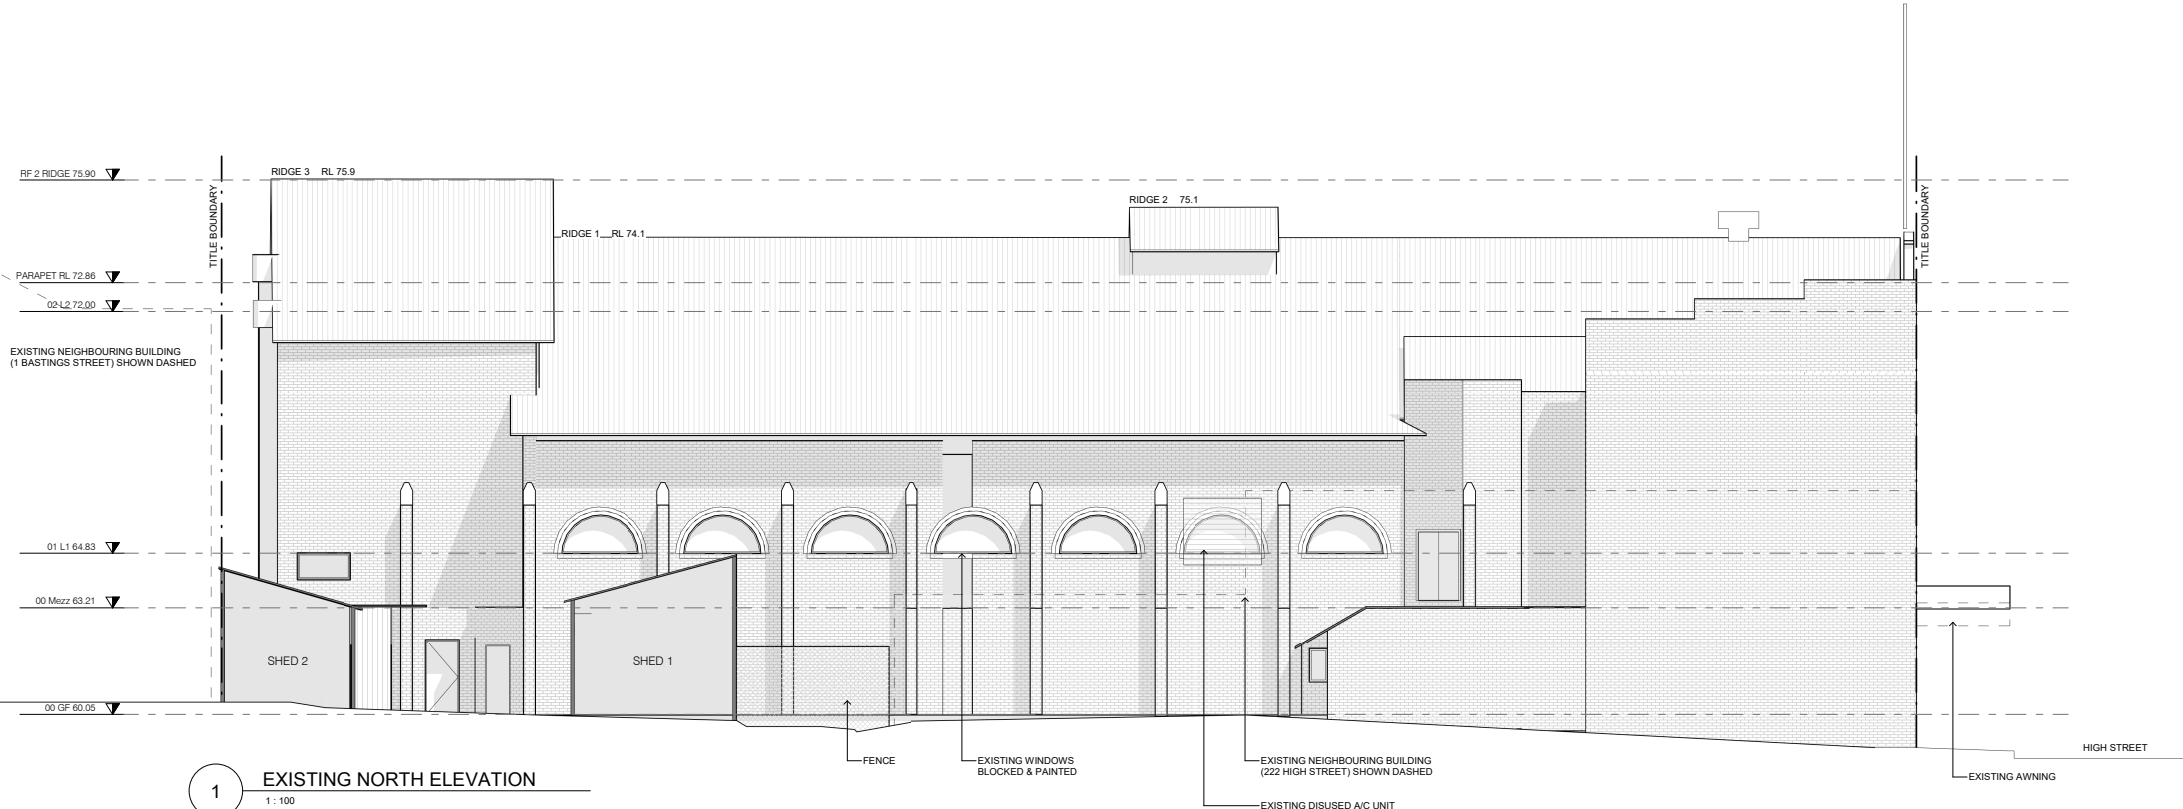 RF 2 RIDGE 75.90
TITLE BOUNDARY
RIDGE 3 RL 75.9
RIDGE 2 75.1
TITLE BOUNDARY
RIDGE 1 RL 74.1
PARAPET RL 72.86
02 L2 72.00
EXISTING NEIGHBOURING BUILDING
(1 BASTINGS STREET) SHOWN DASHED
01 L1 64.83
00 Mezz 63.21
SHED 2
SHED 1
00 GF 60.05
HIGH STREET
FENCE
EXISTING WINDOWS
BLOCKED & PAINTED
EXISTING NEIGHBOURING BUILDING
(222 HIGH STREET) SHOWN DASHED
EXISTING AWNING
EXISTING DISUSED A/C UNIT
1
EXISTING NORTH ELEVATION
1 : 100